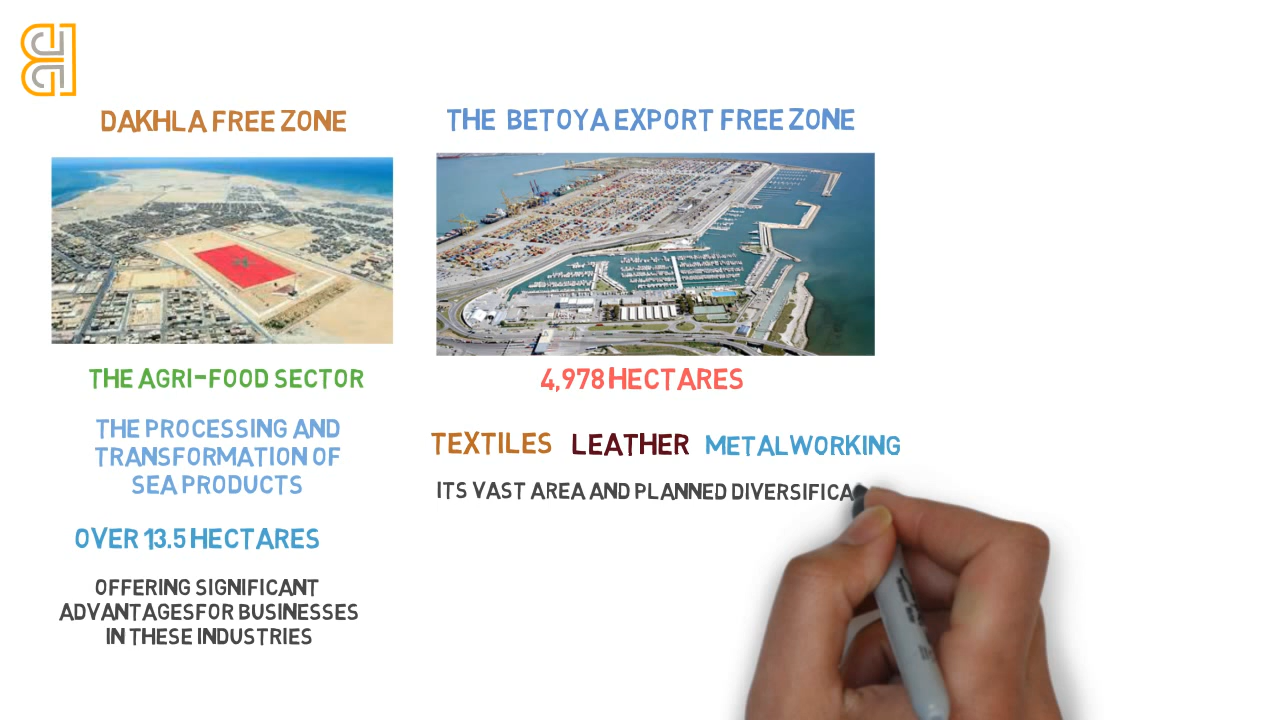 DAKHLA FREE ZONE
THE AGRI-FOOD SECTOR
THE PROCESSING AND
TRANSFORMATION OF
SEA PRODUCTS
OVER 13.5 HECTARES
OFFERING SIGNIFICANT
ADVANTAGESFOR BUSINESSES
IN THESE INDUSTRIES
THE BETOYA EXPORT FREE ZONE
4,978 HECTARES
TEXTILES LEATHER METALWORKING
ITS VAST AREA AND PLANNED DIVERSIFICA